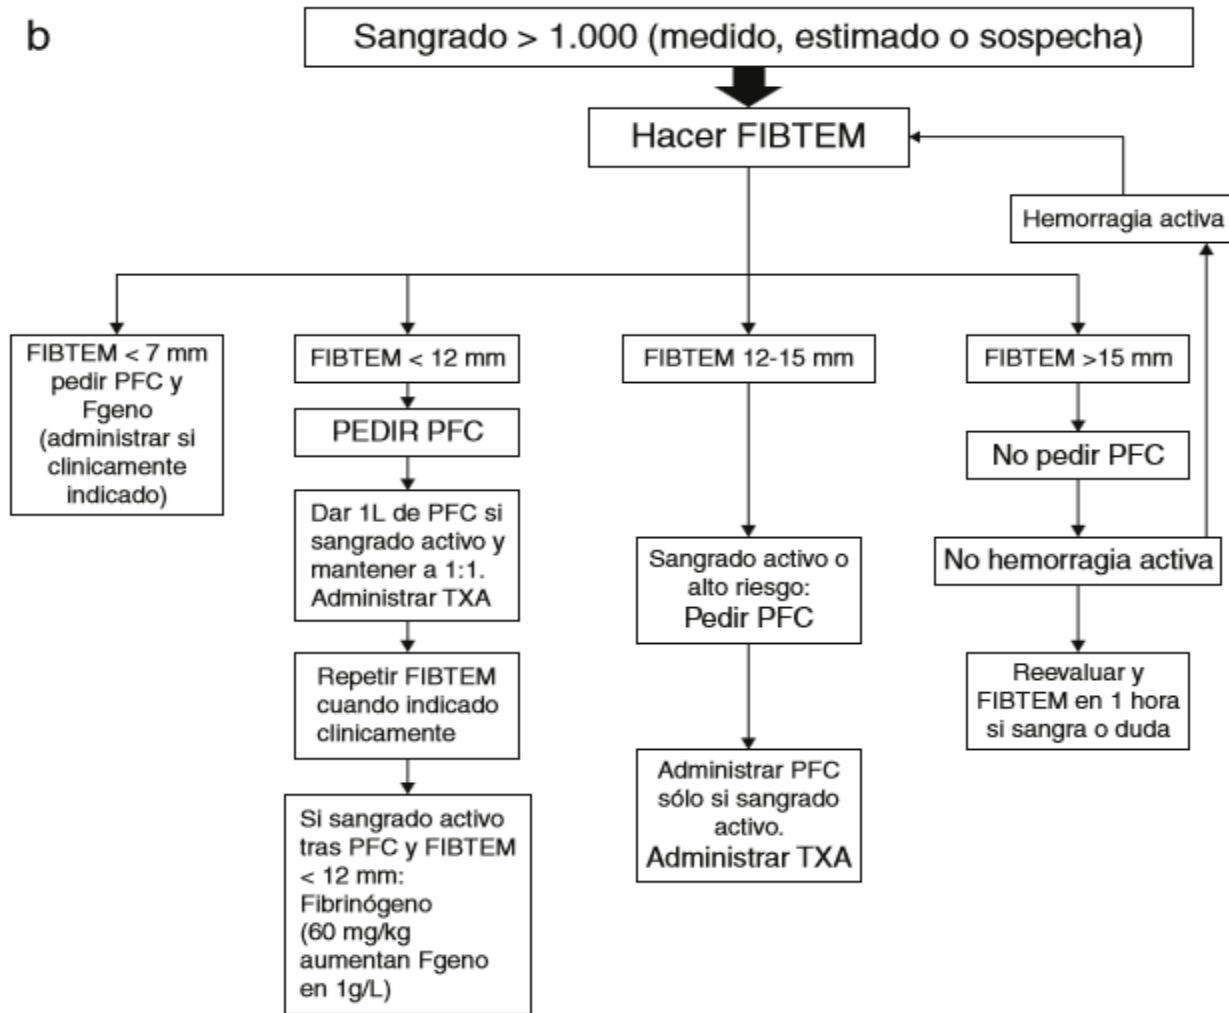 b
Sangrado > 1.000 (medido, estimado o sospecha)
Hacer FIBTEM
Hemorragia activa
FIBTEM < 7 mm
pedir PFC y
Fgeno
(administrar si
clinicamente
indicado)
FIBTEM < 12 mm
PEDIR PFC
Dar 1L de PFC si
sangrado activo y
mantener a 1:1.
Administrar TXA
Repetir FIBTEM
cuando indicado
clinicamente
Si sangrado activo
tras PFC y FIBTEM
< 12 mm:
Fibrinógeno
(60 mg/kg
aumentan Fgeno
en 1g/L)
FIBTEM 12-15 mm
Sangrado activo o
alto riesgo:
Pedir PFC
Administrar PFC
sólo si sangrado
activo.
Administrar TXA
FIBTEM >15 mm
No pedir PFC
No hemorragia activa
Reevaluar y
FIBTEM en 1 hora
si sangra o duda